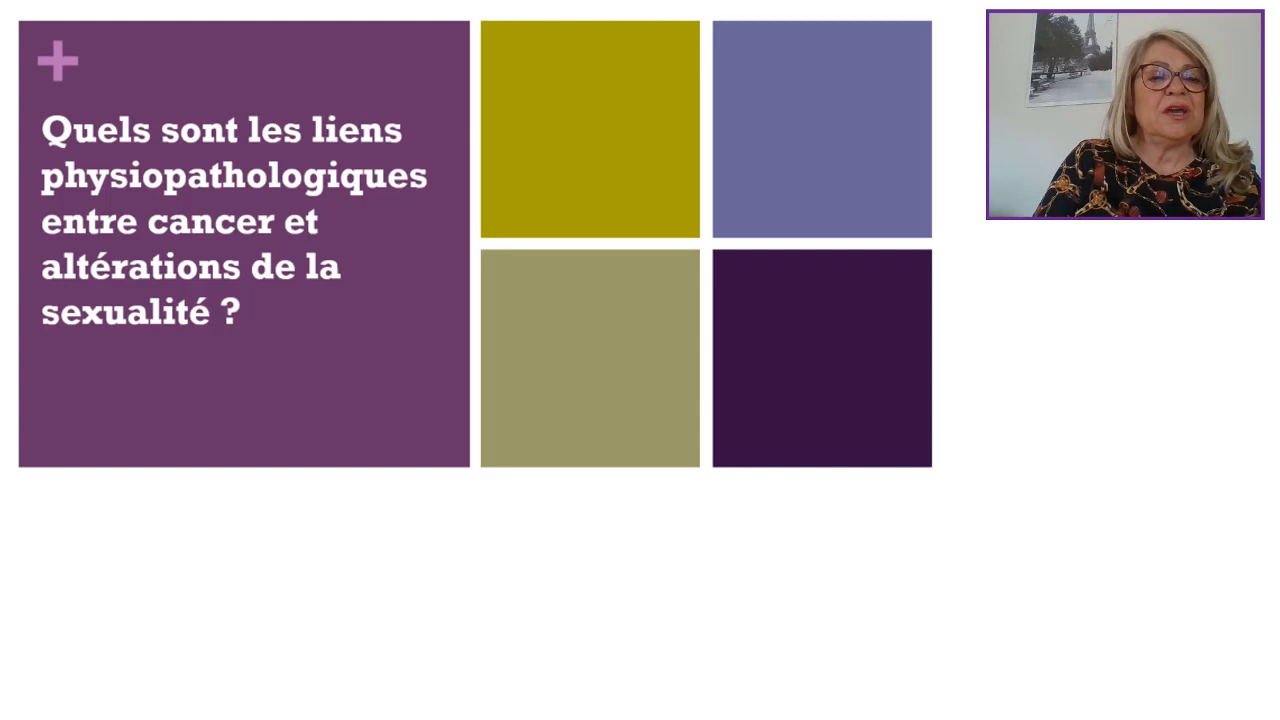 Quels sont les liens
physiopathologiques
entre cancer et
altérations de la
sexualité ?